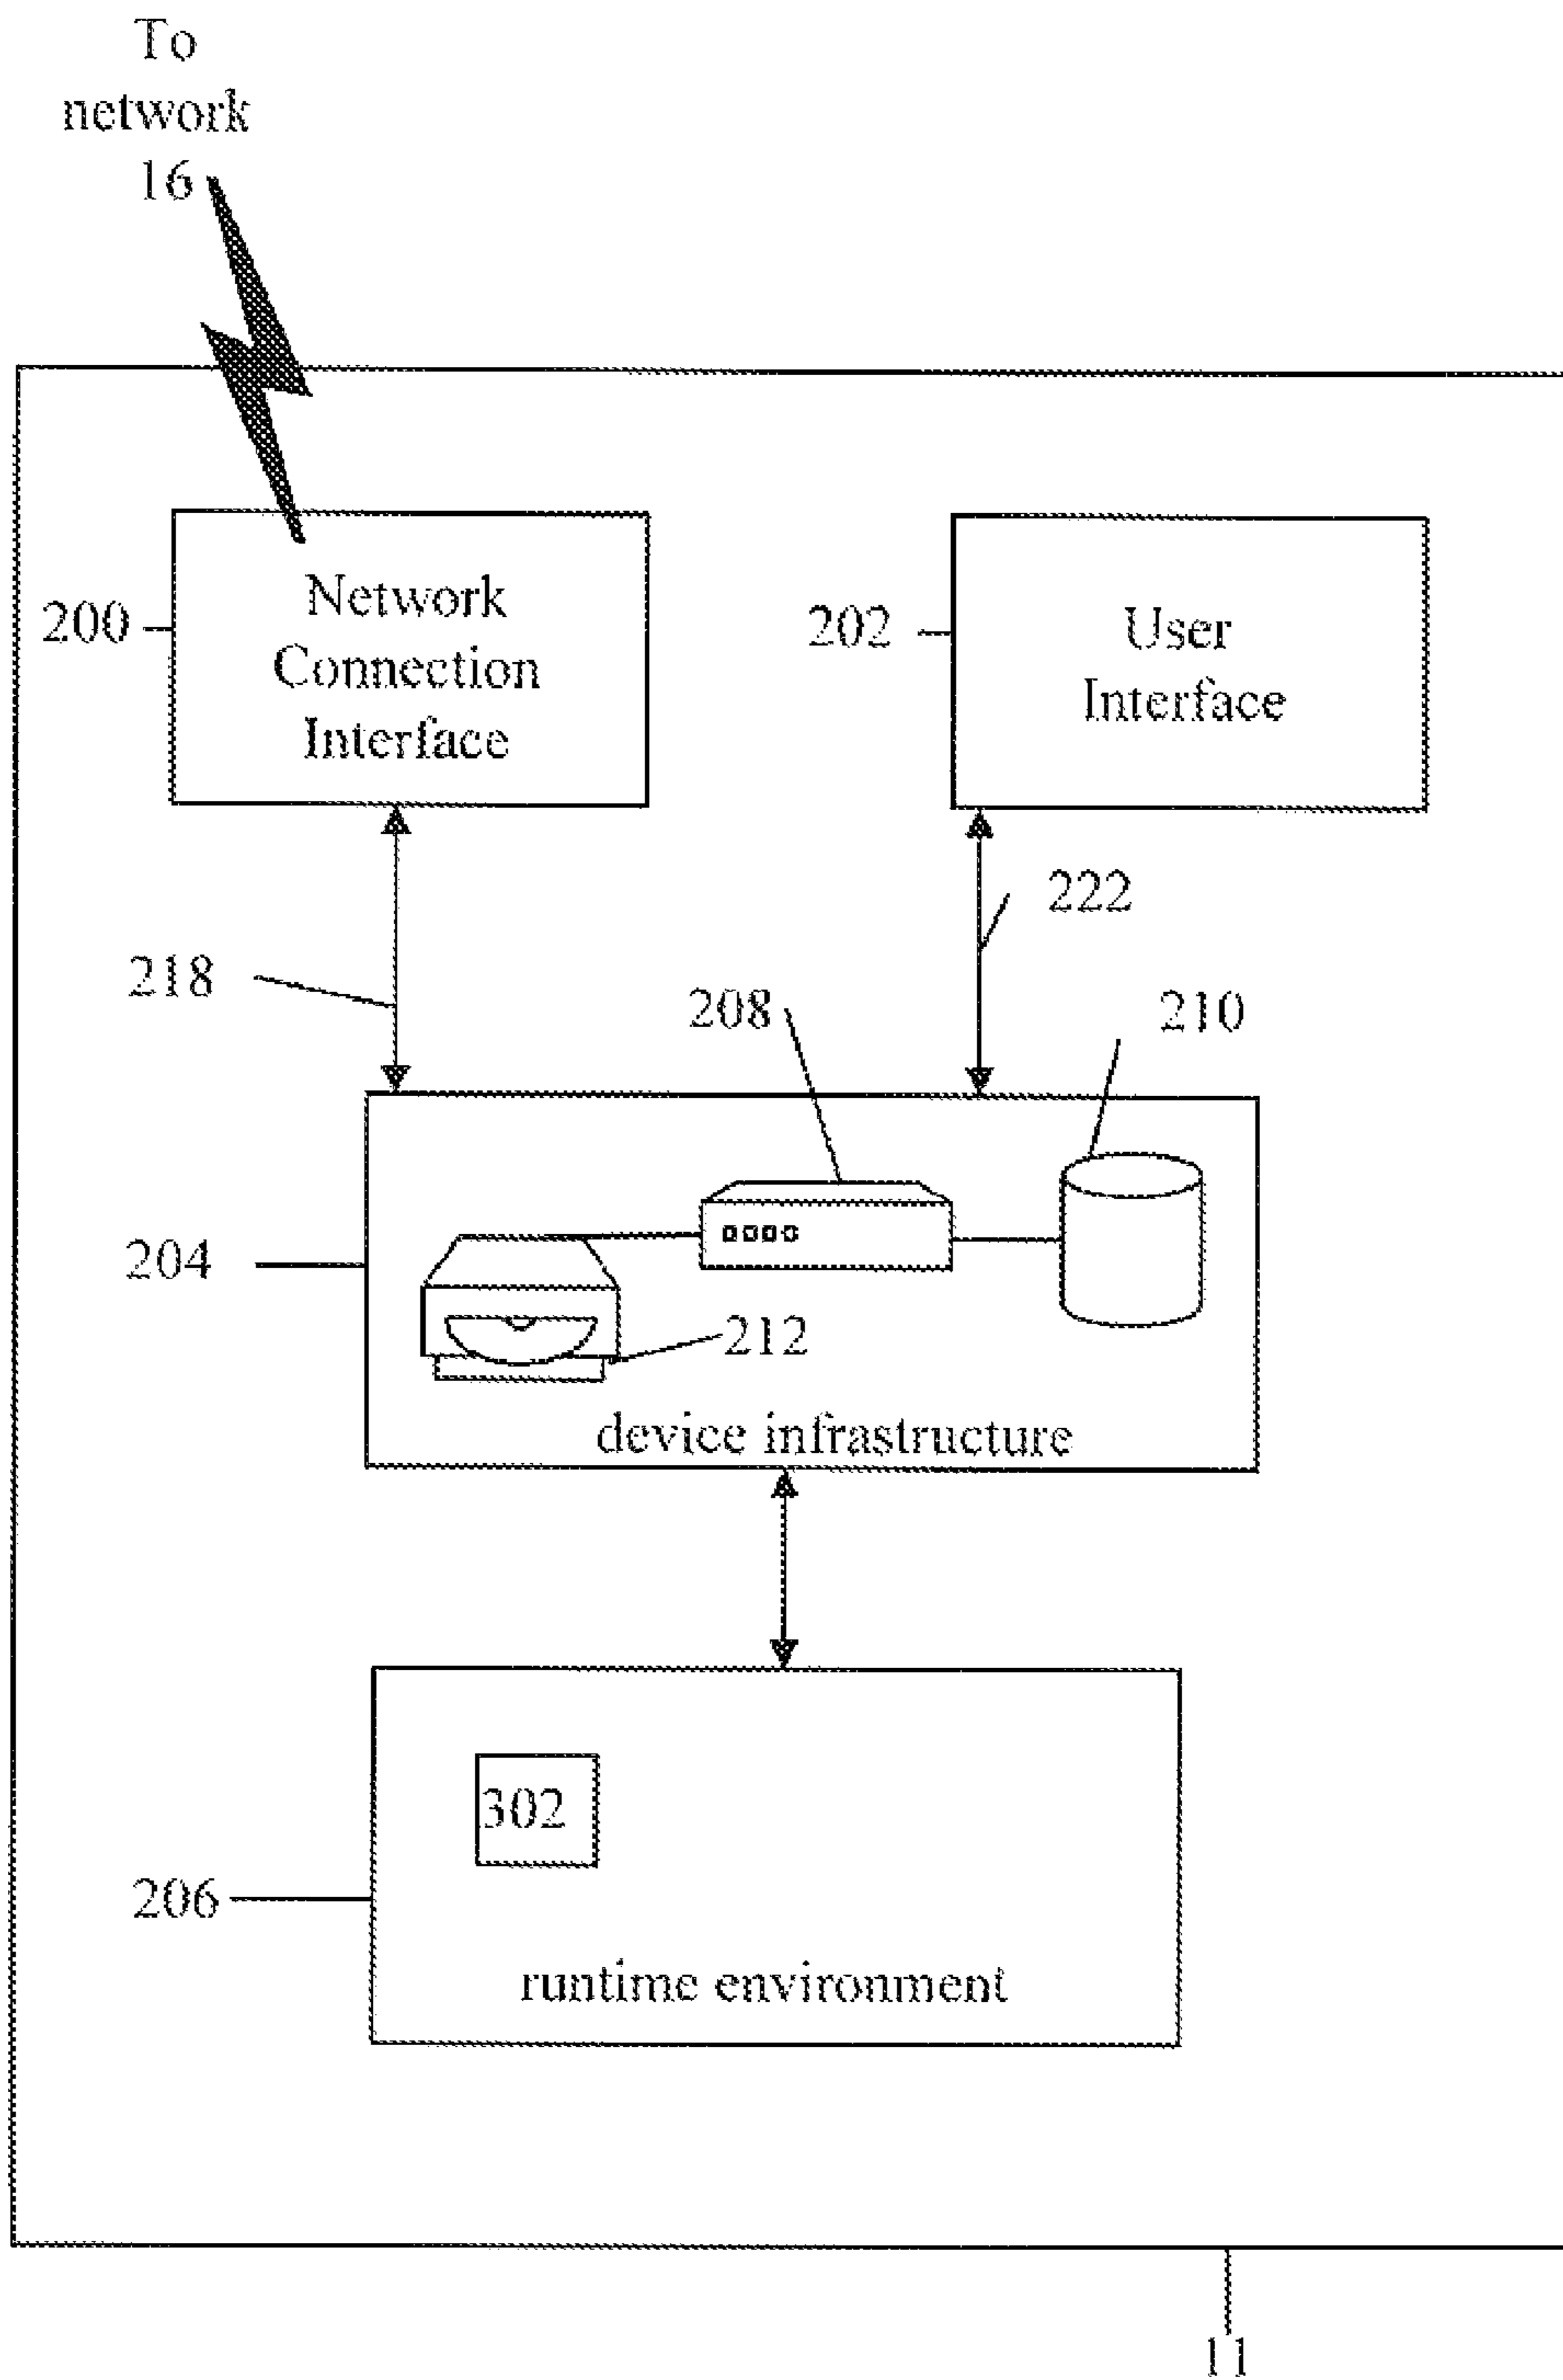 To
network
16
Network
Connection
Interface
200
User
Interface
202
222
218
208
210
204
212
device infrastructure
302
206
runtime environment
11